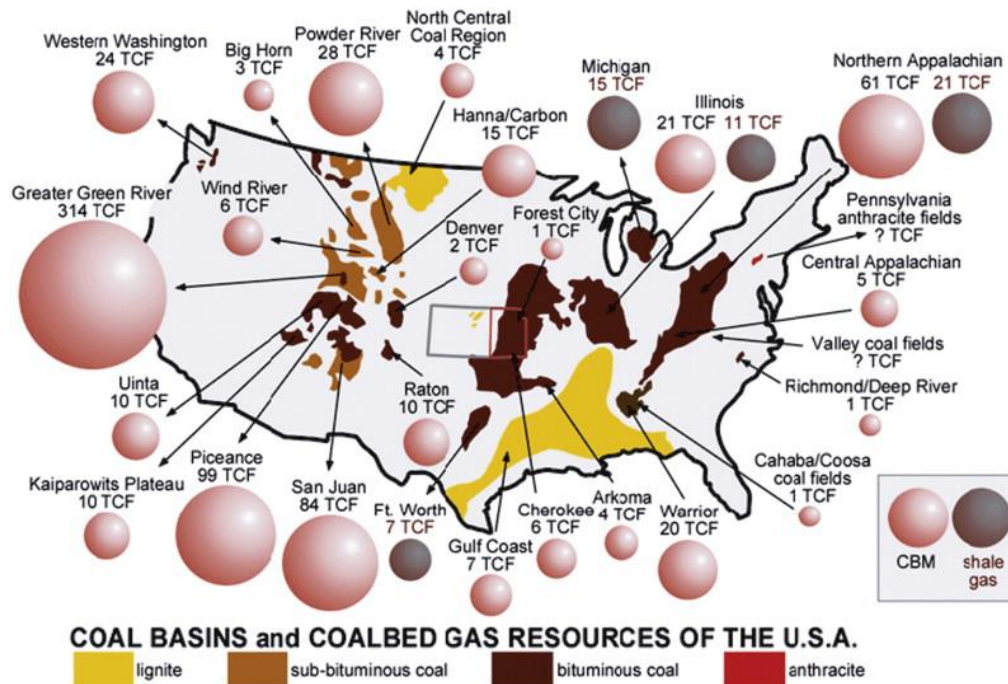 Western Washington
24 TCF
Big Horn
3 TCF
Powder River
28 TCF
North Central
Coal Region
4 TCF
Hanna/Carbon
15 TCF
Michigan
15 TCF
Illinois
21 TCF 11 TCF
Northern Appalachian
61 TCF 21 TCF
Greater Green River
314 TCF
Wind River
6 TCF
Denver
2 TCF
Forest City
1 TCF
Pennsylvania
anthracite fields
? TCF
Central Appalachian
5 TCF
Valley coal fields
? TCF
Richmond/Deep River
1 TCF
Uinta
10 TCF
Raton
10 TCF
Kaiparowits Plateau
10 TCF
Piceance
99 TCF
San Juan
84 TCF
Ft. Worth
7 TCF
Gulf Coast
7 TCF
Cherokee
6 TCF
Arkoma
4 TCF
Warrior
20 TCF
Cahaba/Coosa
coal fields
1 TCF
CBM
shale
gas
COAL BASINS and COALBED GAS RESOURCES OF THE U.S.A.
lignite
sub-bituminous coal
bituminous coal
anthracite